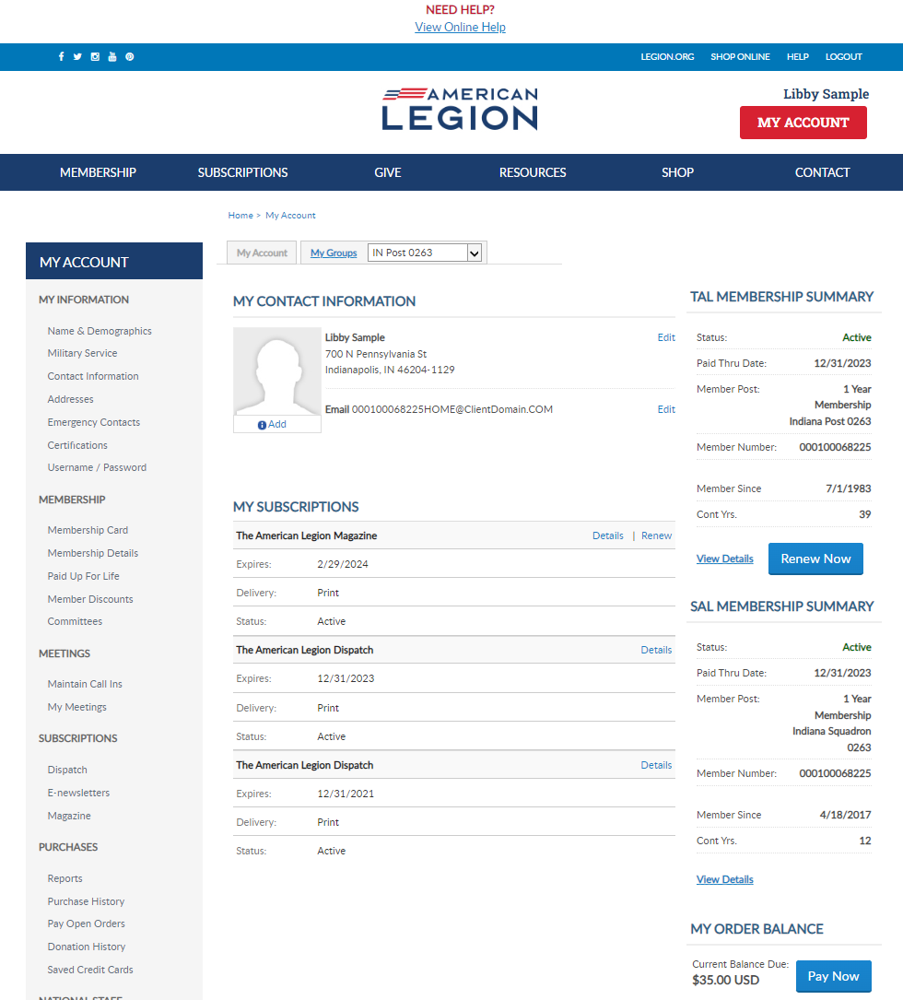 NEED HELP?
View Online Help
LEGION.ORG SHOP ONLINE HELP LOGOUT
AMERICAN
LEGION
Libby Sample
MY ACCOUNT
MEMBERSHIP SUBSCRIPTIONS GIVE RESOURCES SHOP CONTACT
Home > My Account
MY ACCOUNT
MY INFORMATION
Name & Demographics
Military Service
Contact Information
Addresses
Emergency Contacts
Certifications
Username / Password
MEMBERSHIP
Membership Card
Membership Details
Paid Up For Life
Member Discounts
Committees
MEETINGS
Maintain Call Ins
My Meetings
SUBSCRIPTIONS
Dispatch
E-newsletters
Magazine
PURCHASES
Reports
Purchase History
Pay Open Orders
Donation History
Saved Credit Cards
NATIONAL STAFF
My Account My Groups IN Post 0263
MY CONTACT INFORMATION
Libby Sample Edit
700 N Pennsylvania St
Indianapolis, IN 46204-1129
Email 000100068225HOME@ClientDomain.COM Edit
Add
MY SUBSCRIPTIONS
The American Legion Magazine Details | Renew
Expires: 2/29/2024
Delivery: Print
Status: Active
The American Legion Dispatch Details
Expires: 12/31/2023
Delivery: Print
Status: Active
The American Legion Dispatch Details
Expires: 12/31/2021
Delivery: Print
Status: Active
TAL MEMBERSHIP SUMMARY
Status: Active
Paid Thru Date: 12/31/2023
Member Post: 1 Year
Membership
Indiana Post 0263
Member Number: 000100068225
Member Since 7/1/1983
Cont Yrs. 39
View Details Renew Now
SAL MEMBERSHIP SUMMARY
Status: Active
Paid Thru Date: 12/31/2023
Member Post: 1 Year
Membership
Indiana Squadron
0263
Member Number: 000100068225
Member Since 4/18/2017
Cont Yrs. 12
View Details
MY ORDER BALANCE
Current Balance Due:
$35.00 USD
Pay Now